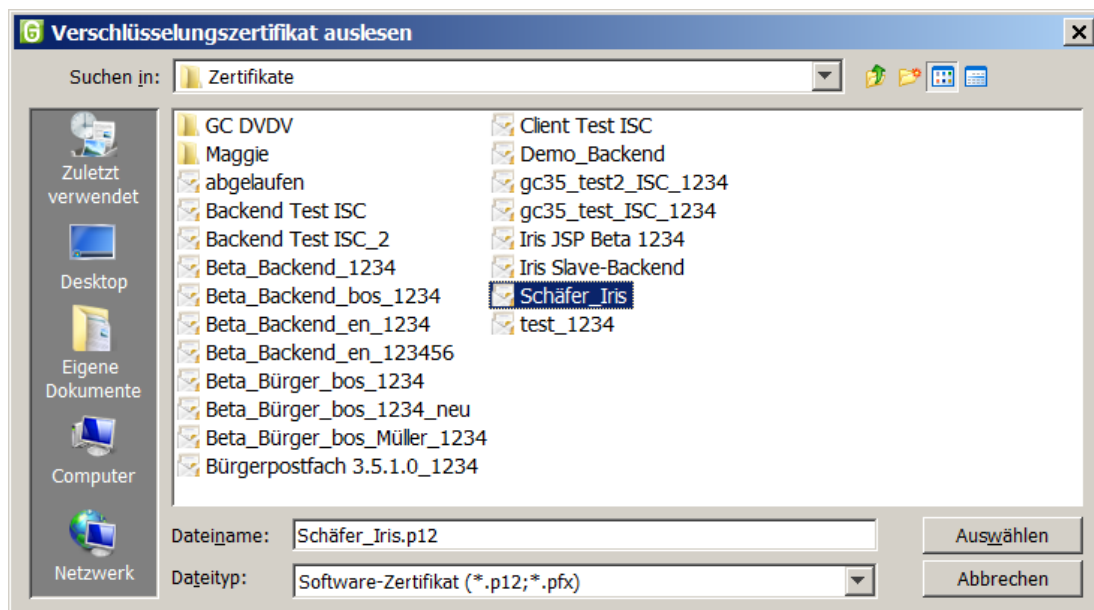 Verschlüsselungszertifikat auslesen
Suchen in: Zertifikate
Zuletzt
verwendet
Desktop
Eigene
Dokumente
Computer
Netzwerk
GC DVDV
Maggie
abgelaufen
Backend Test ISC
Backend Test ISC_2
Beta_Backend_1234
Beta_Backend_bos_1234
Beta_Backend_en_1234
Beta_Backend_en_123456
Beta_Bürger_bos_1234
Beta_Bürger_bos_1234_neu
Beta_Bürger_bos_Müller_1234
Bürgerpostfach 3.5.1.0_1234
Client Test ISC
Demo_Backend
gc35_test2_ISC_1234
gc35_test_ISC_1234
Iris JSP Beta 1234
Iris Slave-Backend
Schäfer_Iris
test_1234
Dateiname: Schäfer_Iris.p12
Auswählen
Dateityp: Software-Zertifikat (*.p12;*.pfx)
Abbrechen